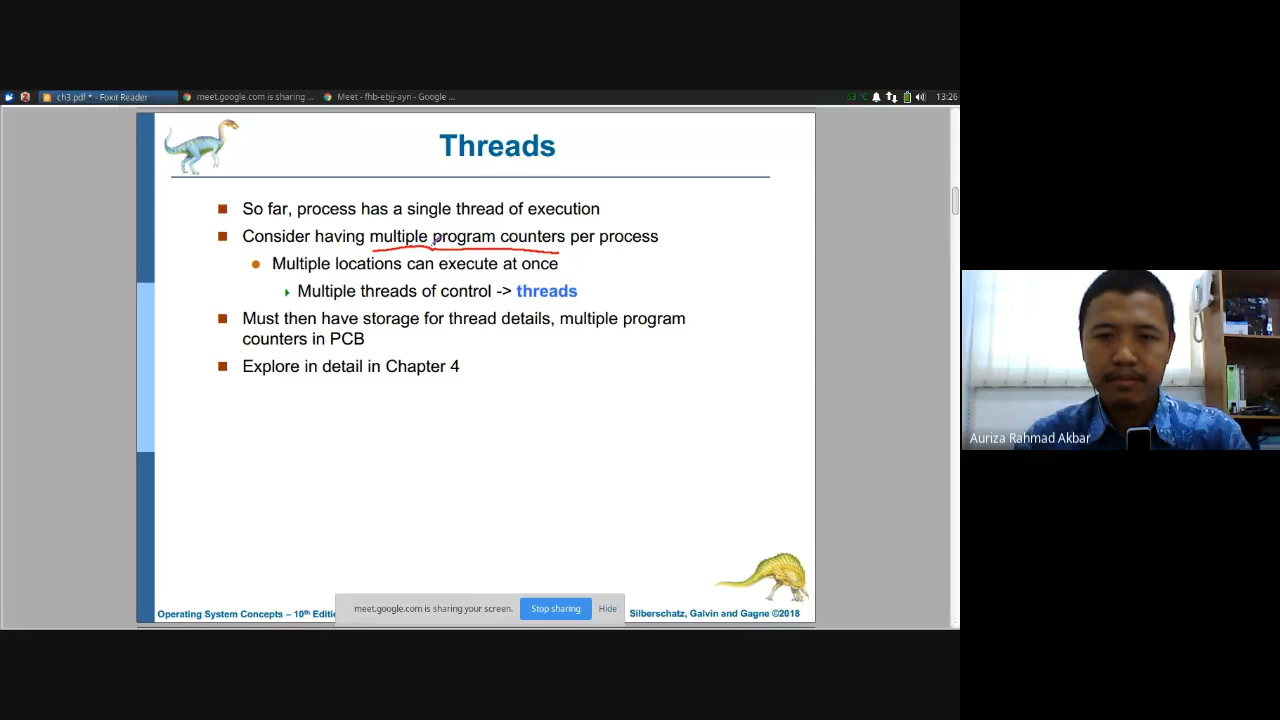 ch3.pdf * - Foxit Reader
meet.google.com is sharing ...
Meet - fhb-ebjj-ayn - Google ...
53°C
13:26
Threads
So far, process has a single thread of execution
Consider having multiple program counters per process
Multiple locations can execute at once
Multiple threads of control -> threads
Must then have storage for thread details, multiple program
counters in PCB
Explore in detail in Chapter 4
Auriza Rahmad Akbar
Operating System Concepts – 10th Editio
meet.google.com is sharing your screen.
Stop sharing
Hide
Silberschatz, Galvin and Gagne ©2018